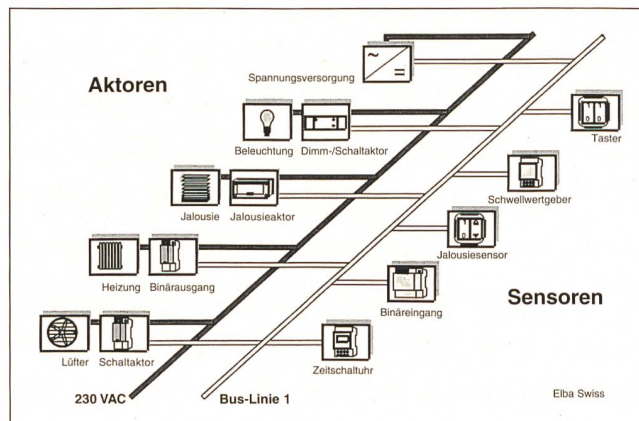 Spannungsversorgung
Aktoren
Taster
Beleuchtung Dimm-/Schaltaktor
Schwellwertgeber
Jalousie Jalousieaktor
Jalousiesensor
Heizung Binärausgang
Binäreingang
Sensoren
Lüfter Schaltaktor
Zeitschaltuhr
230 VAC Bus-Linie 1
Elba Swiss